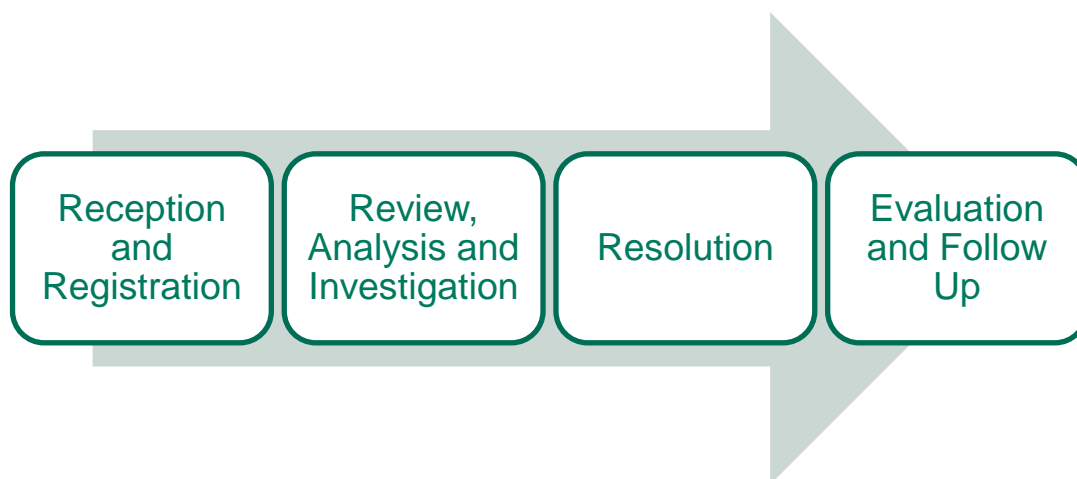 Reception
and
Registration
Review,
Analysis and
Investigation
Resolution
Evaluation
and Follow
Up